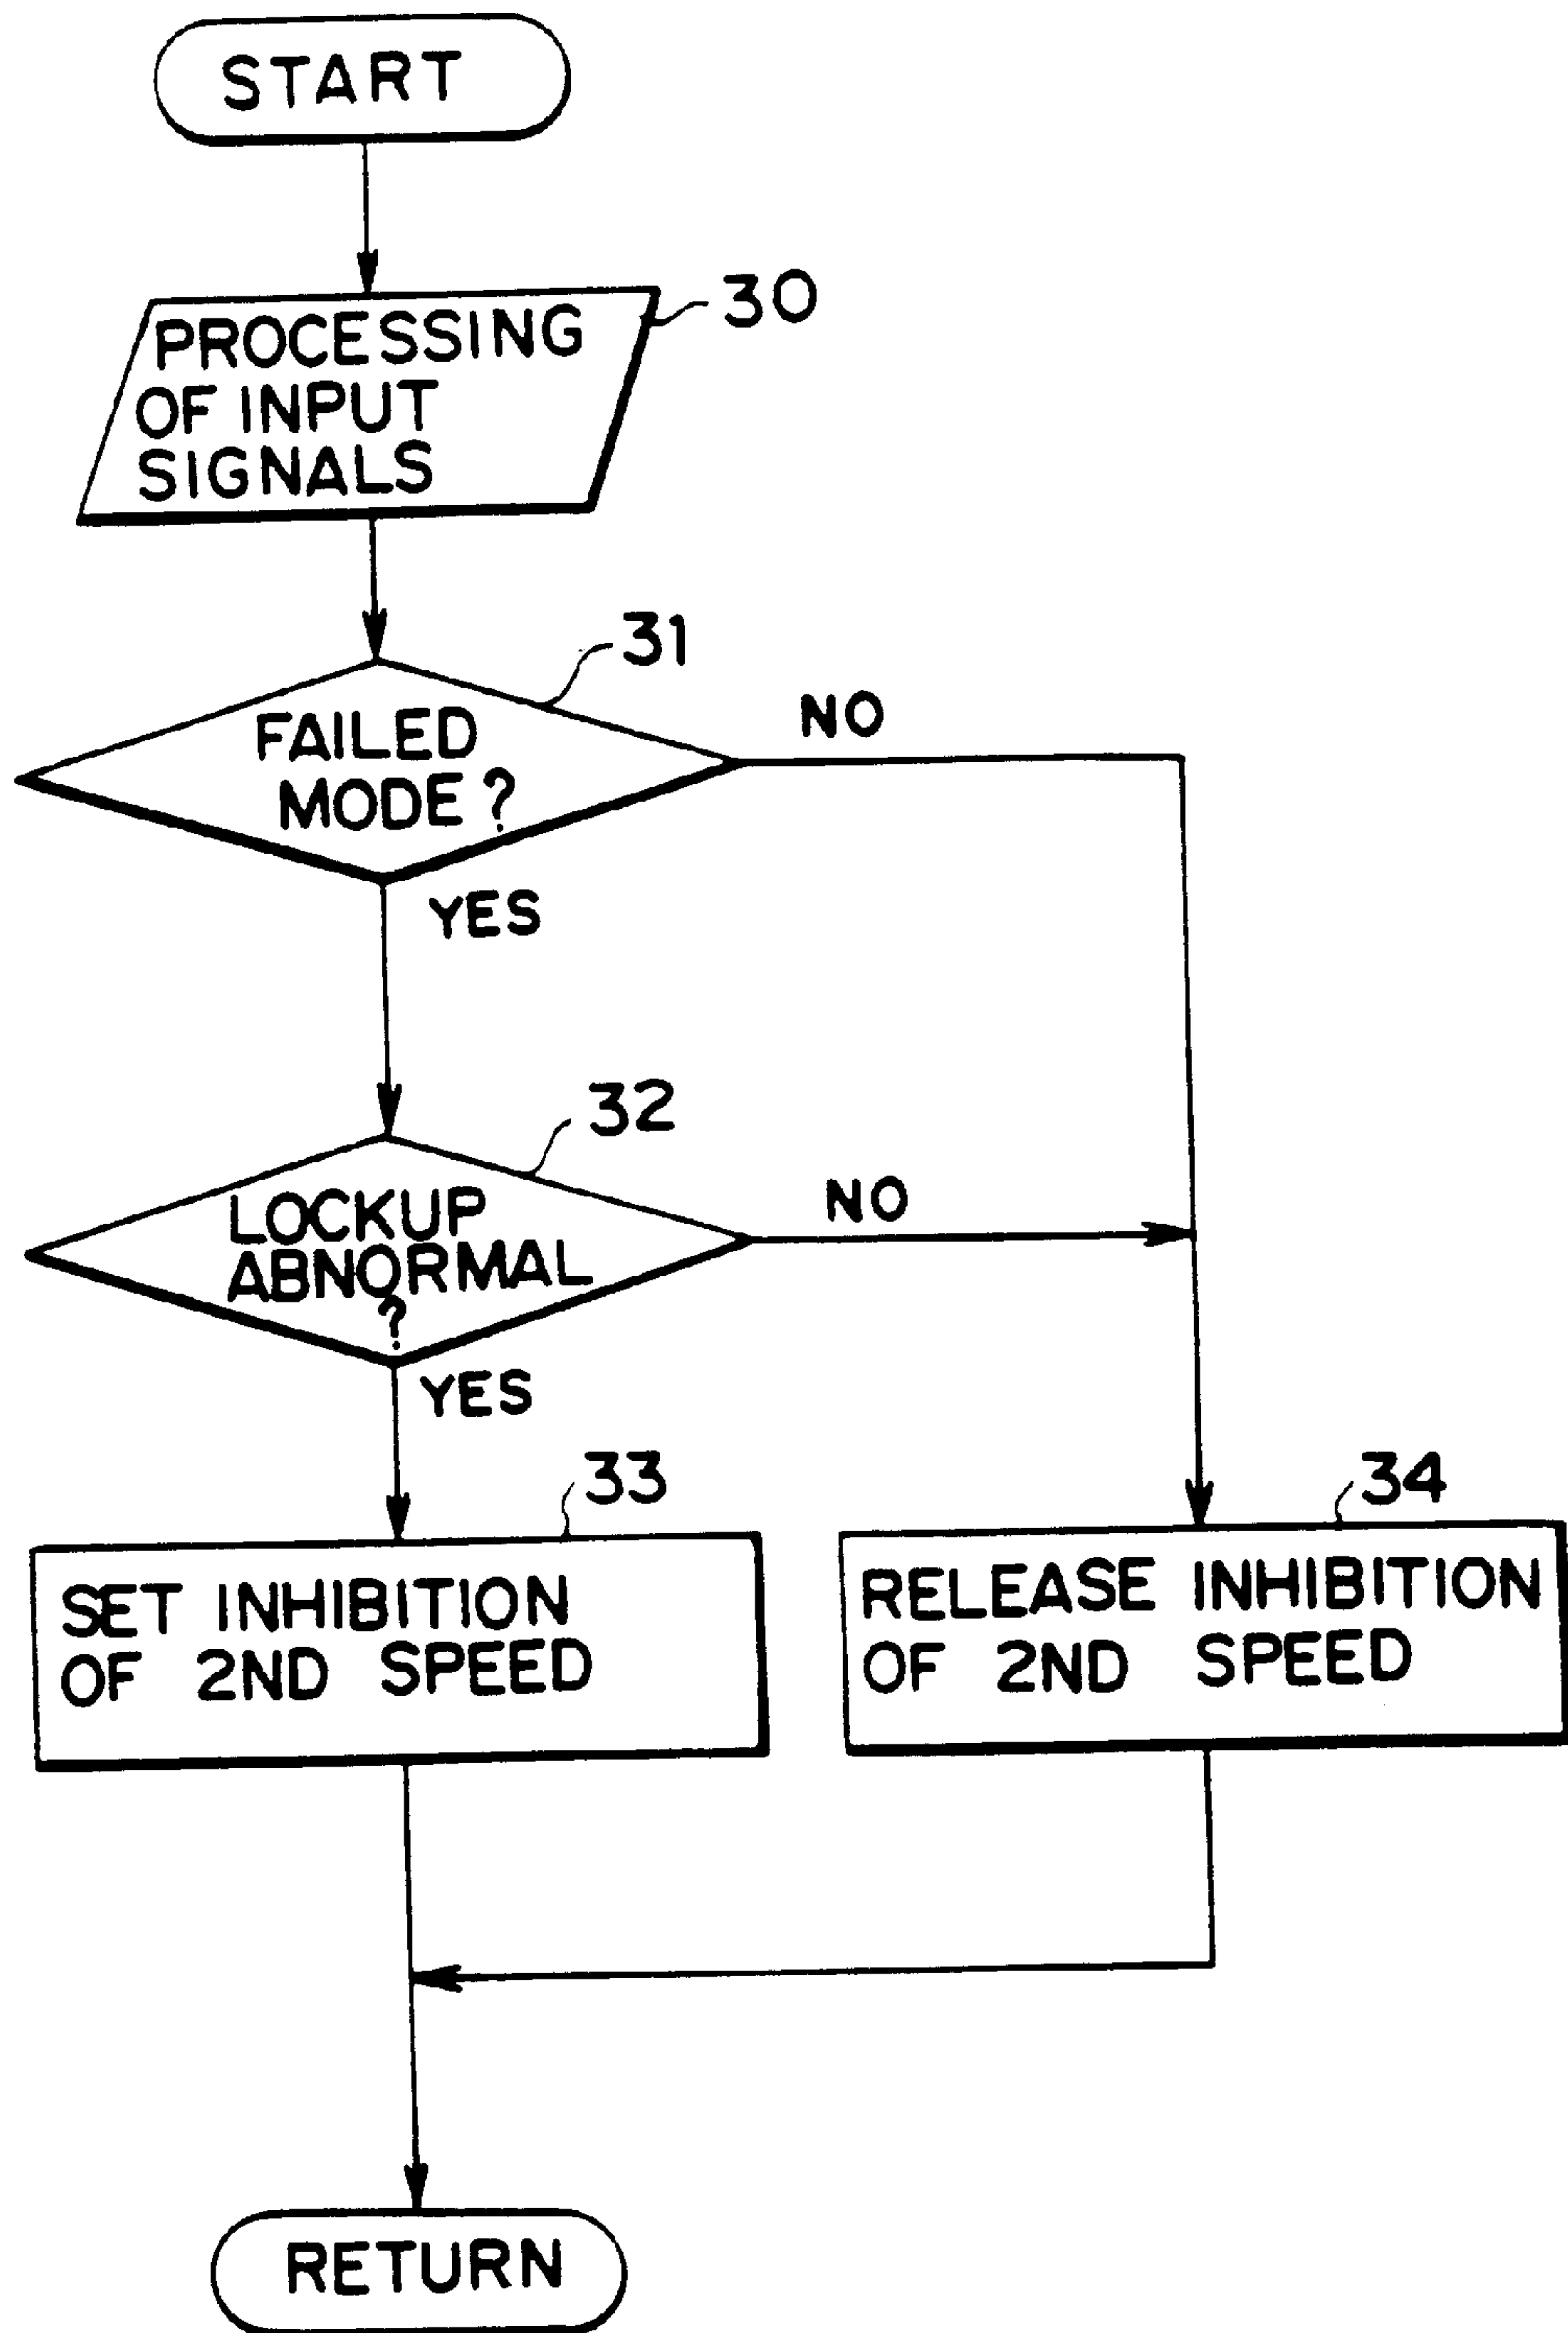 START
30
PROCESSING
OF INPUT
SIGNALS
31
FAILED
MODE?
NO
YES
32
LOCKUP
ABNORMAL
?
NO
YES
33
SET INHIBITION
OF 2ND SPEED
34
RELEASE INHIBITION
OF 2ND SPEED
RETURN